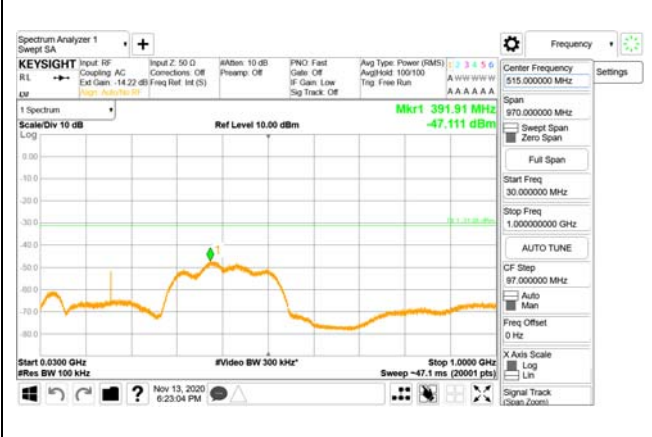 Spectrum Analyzer 1
Swept SA
Frequency
KEYSIGHT
RL
Input: RF
Coupling: AC
Ext Gain: -14.22 dB
Align: Auto/No RF
Input Z: 50 Ω
Corrections: Off
Freq Ref: Int (S)
#Atten: 10 dB
Preamp: Off
PNO: Fast
Gate: Off
IF Gain: Low
Sig Track: Off
Avg Type: Power (RMS)
Avg|Hold: 100/100
Trig: Free Run
1 2 3 4 5 6
A W W W W W
A A A A A A
Center Frequency
515.000000 MHz
Settings
1 Spectrum
Mkr1 391.91 MHz
Scale/Div 10 dB
Ref Level 10.00 dBm
-47.111 dBm
Log
0.00
-10.0
-20.0
-30.0
-40.0
-50.0
-60.0
-70.0
-80.0
1
Span
970.000000 MHz
Swept Span
Zero Span
Full Span
Start Freq
30.000000 MHz
Stop Freq
1.000000000 GHz
AUTO TUNE
CF Step
97.000000 MHz
Auto
Man
Freq Offset
0 Hz
X Axis Scale
Log
Lin
Signal Track
(Span Zoom)
Start 0.0300 GHz
#Video BW 300 kHz*
Stop 1.0000 GHz
#Res BW 100 kHz
Sweep ~47.1 ms (20001 pts)
?
Nov 13, 2020
6:23:04 PM